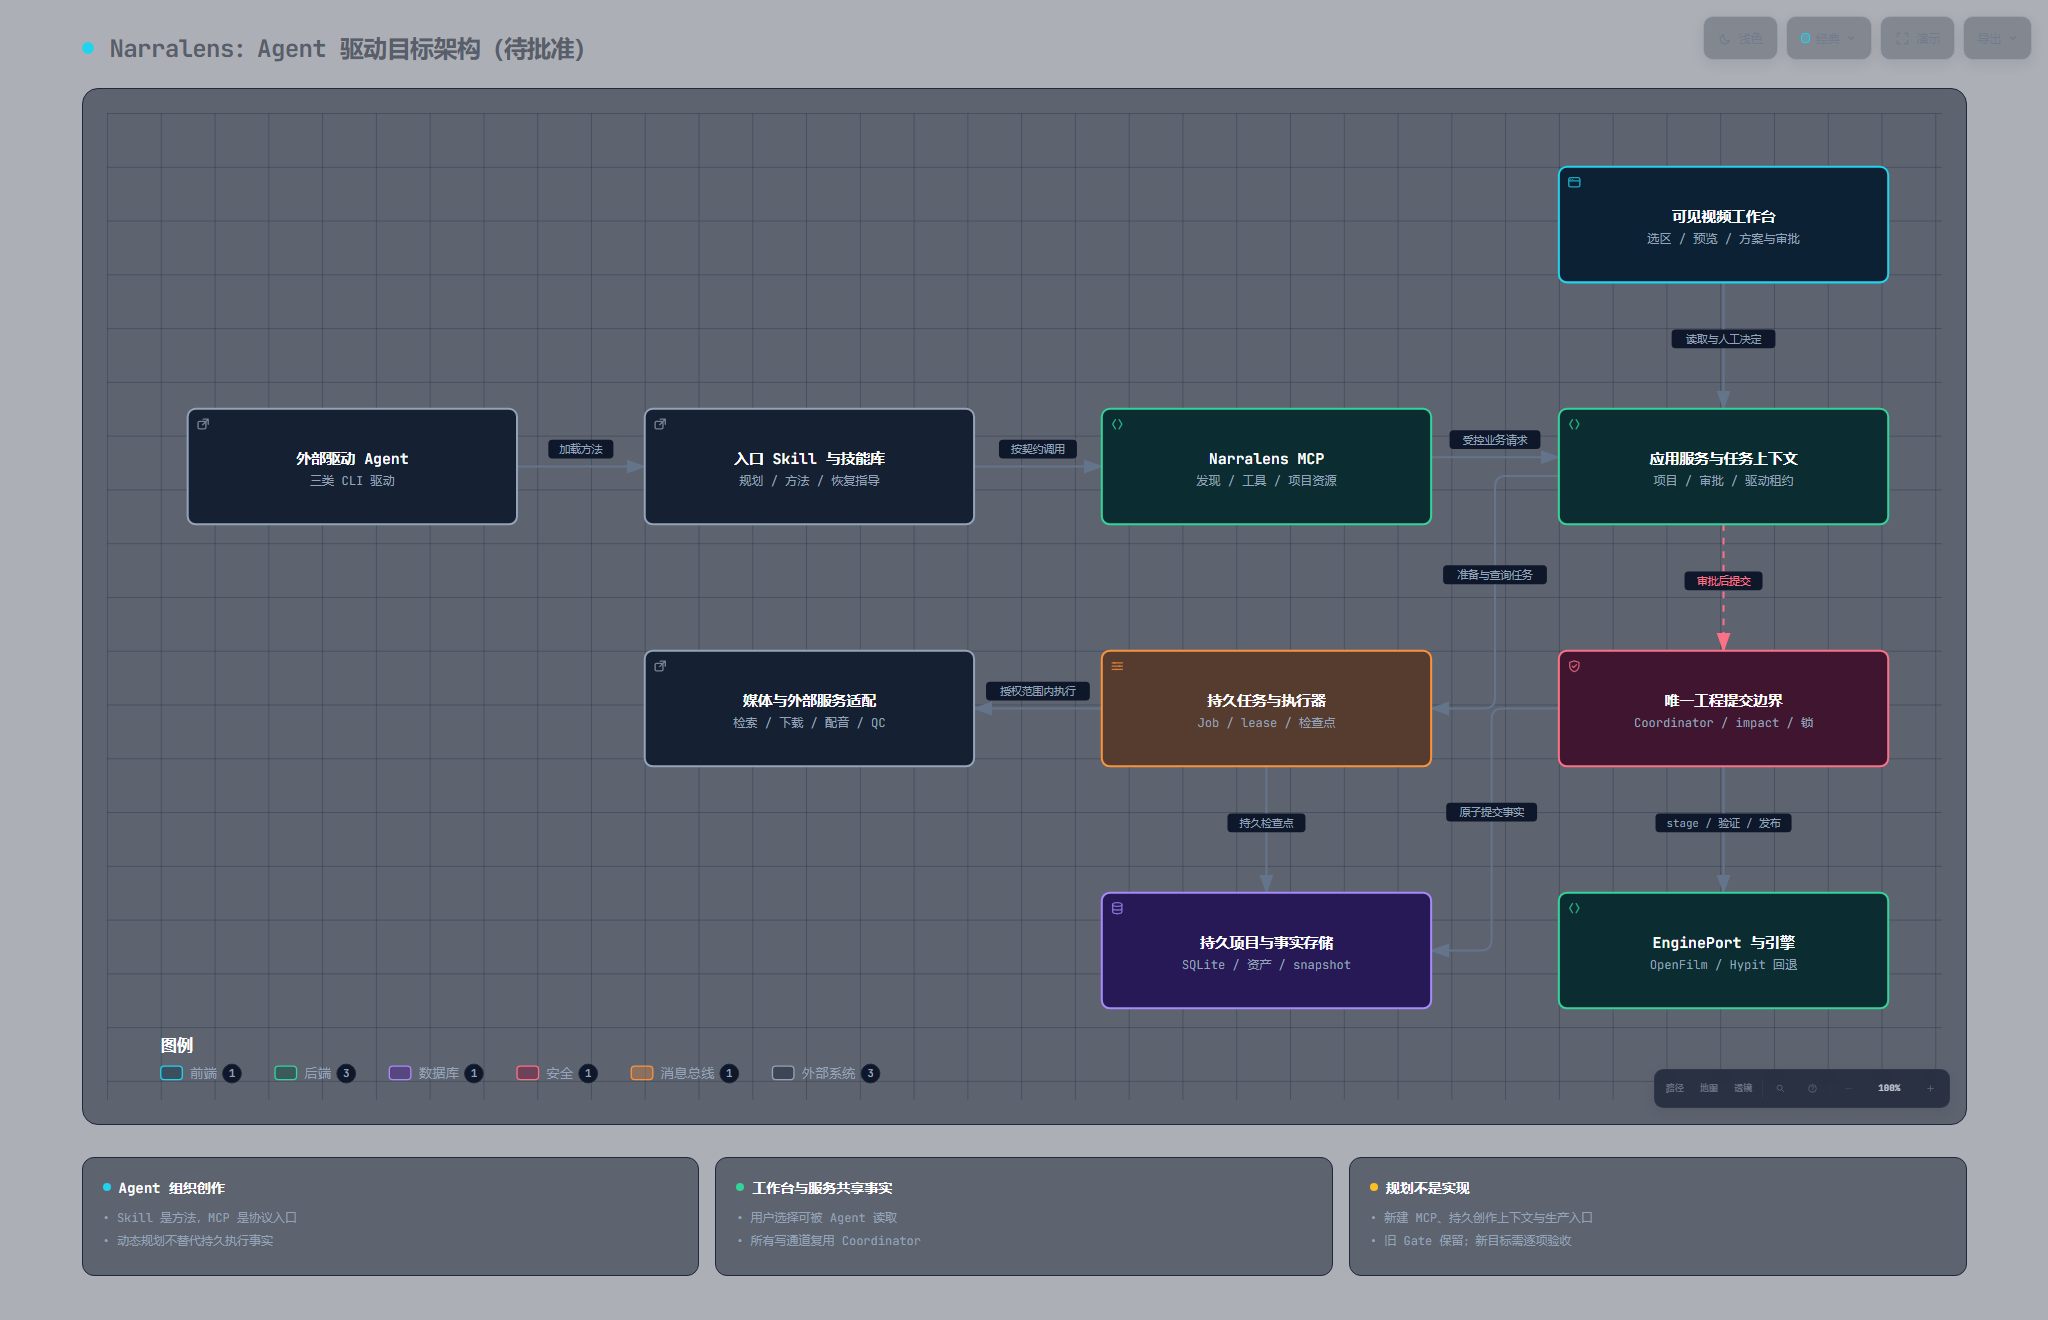 Narralens: Agent 驱动目标架构（待批准）
浅色
经典
演示
导出
可见视频工作台
选区 / 预览 / 方案与审批
读取与人工决定
外部驱动 Agent
三类 CLI 驱动
加载方法
入口 Skill 与技能库
规划 / 方法 / 恢复指导
按契约调用
Narralens MCP
发现 / 工具 / 项目资源
受控业务请求
应用服务与任务上下文
项目 / 审批 / 驱动租约
准备与查询任务
审批后提交
媒体与外部服务适配
检索 / 下载 / 配音 / QC
授权范围内执行
持久任务与执行器
Job / lease / 检查点
唯一工程提交边界
Coordinator / impact / 锁
持久检查点
原子提交事实
stage / 验证 / 发布
持久项目与事实存储
SQLite / 资产 / snapshot
EnginePort 与引擎
OpenFilm / Hypit 回退
图例
前端 1 后端 3 数据库 1 安全 1 消息总线 1 外部系统 3
路径 地图 透镜 100%
Agent 组织创作
• Skill 是方法，MCP 是协议入口
• 动态规划不替代持久执行事实
工作台与服务共享事实
• 用户选择可被 Agent 读取
• 所有写通道复用 Coordinator
规划不是实现
• 新建 MCP、持久创作上下文与生产入口
• 旧 Gate 保留；新目标需逐项验收